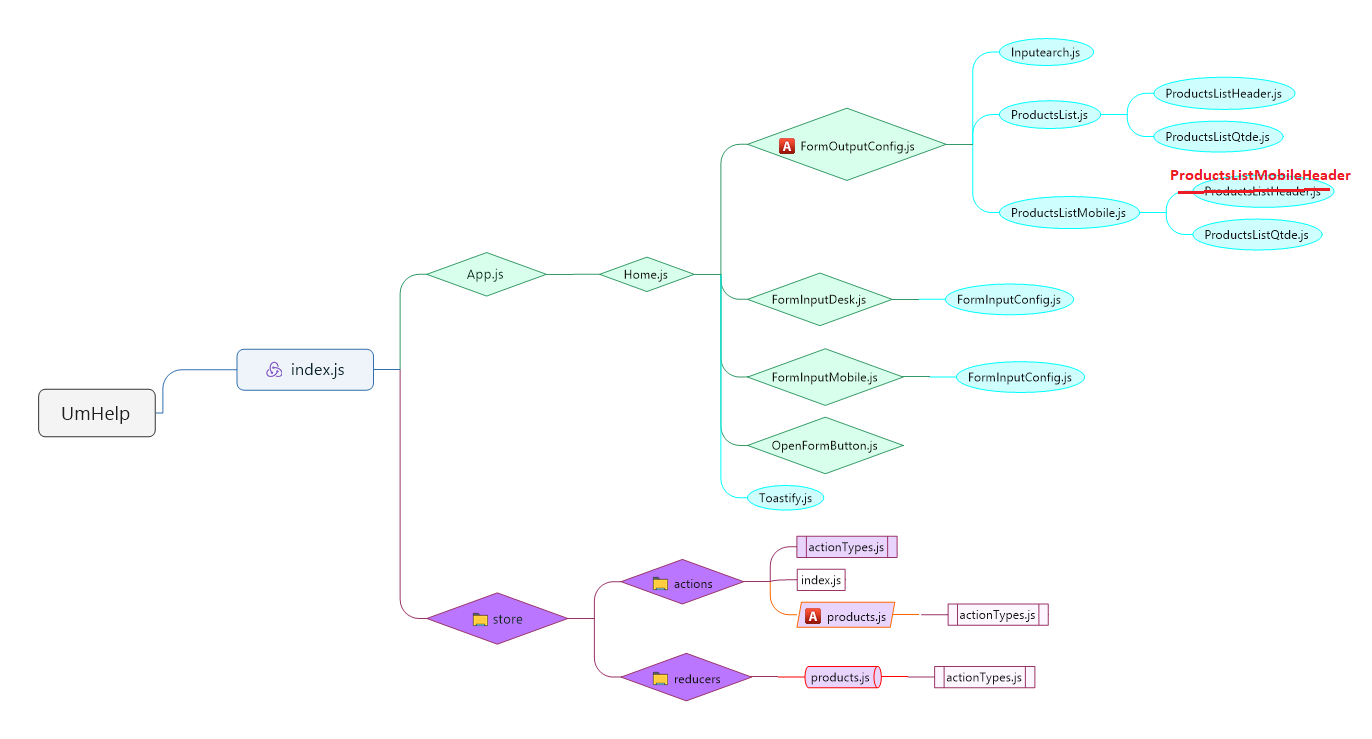 Inputearch.js
ProductsListHeader.js
ProductsList.js
ProductsListQtde.js
A FormOutputConfig.js
ProductsListMobileHeader
ProductsListHeader.js
ProductsListMobile.js
ProductsListQtde.js
App.js
Home.js
FormInputDesk.js
FormInputConfig.js
index.js
FormInputMobile.js
FormInputConfig.js
UmHelp
OpenFormButton.js
Toastify.js
actionTypes.js
actions
index.js
A products.js
actionTypes.js
store
reducers
products.js
actionTypes.js